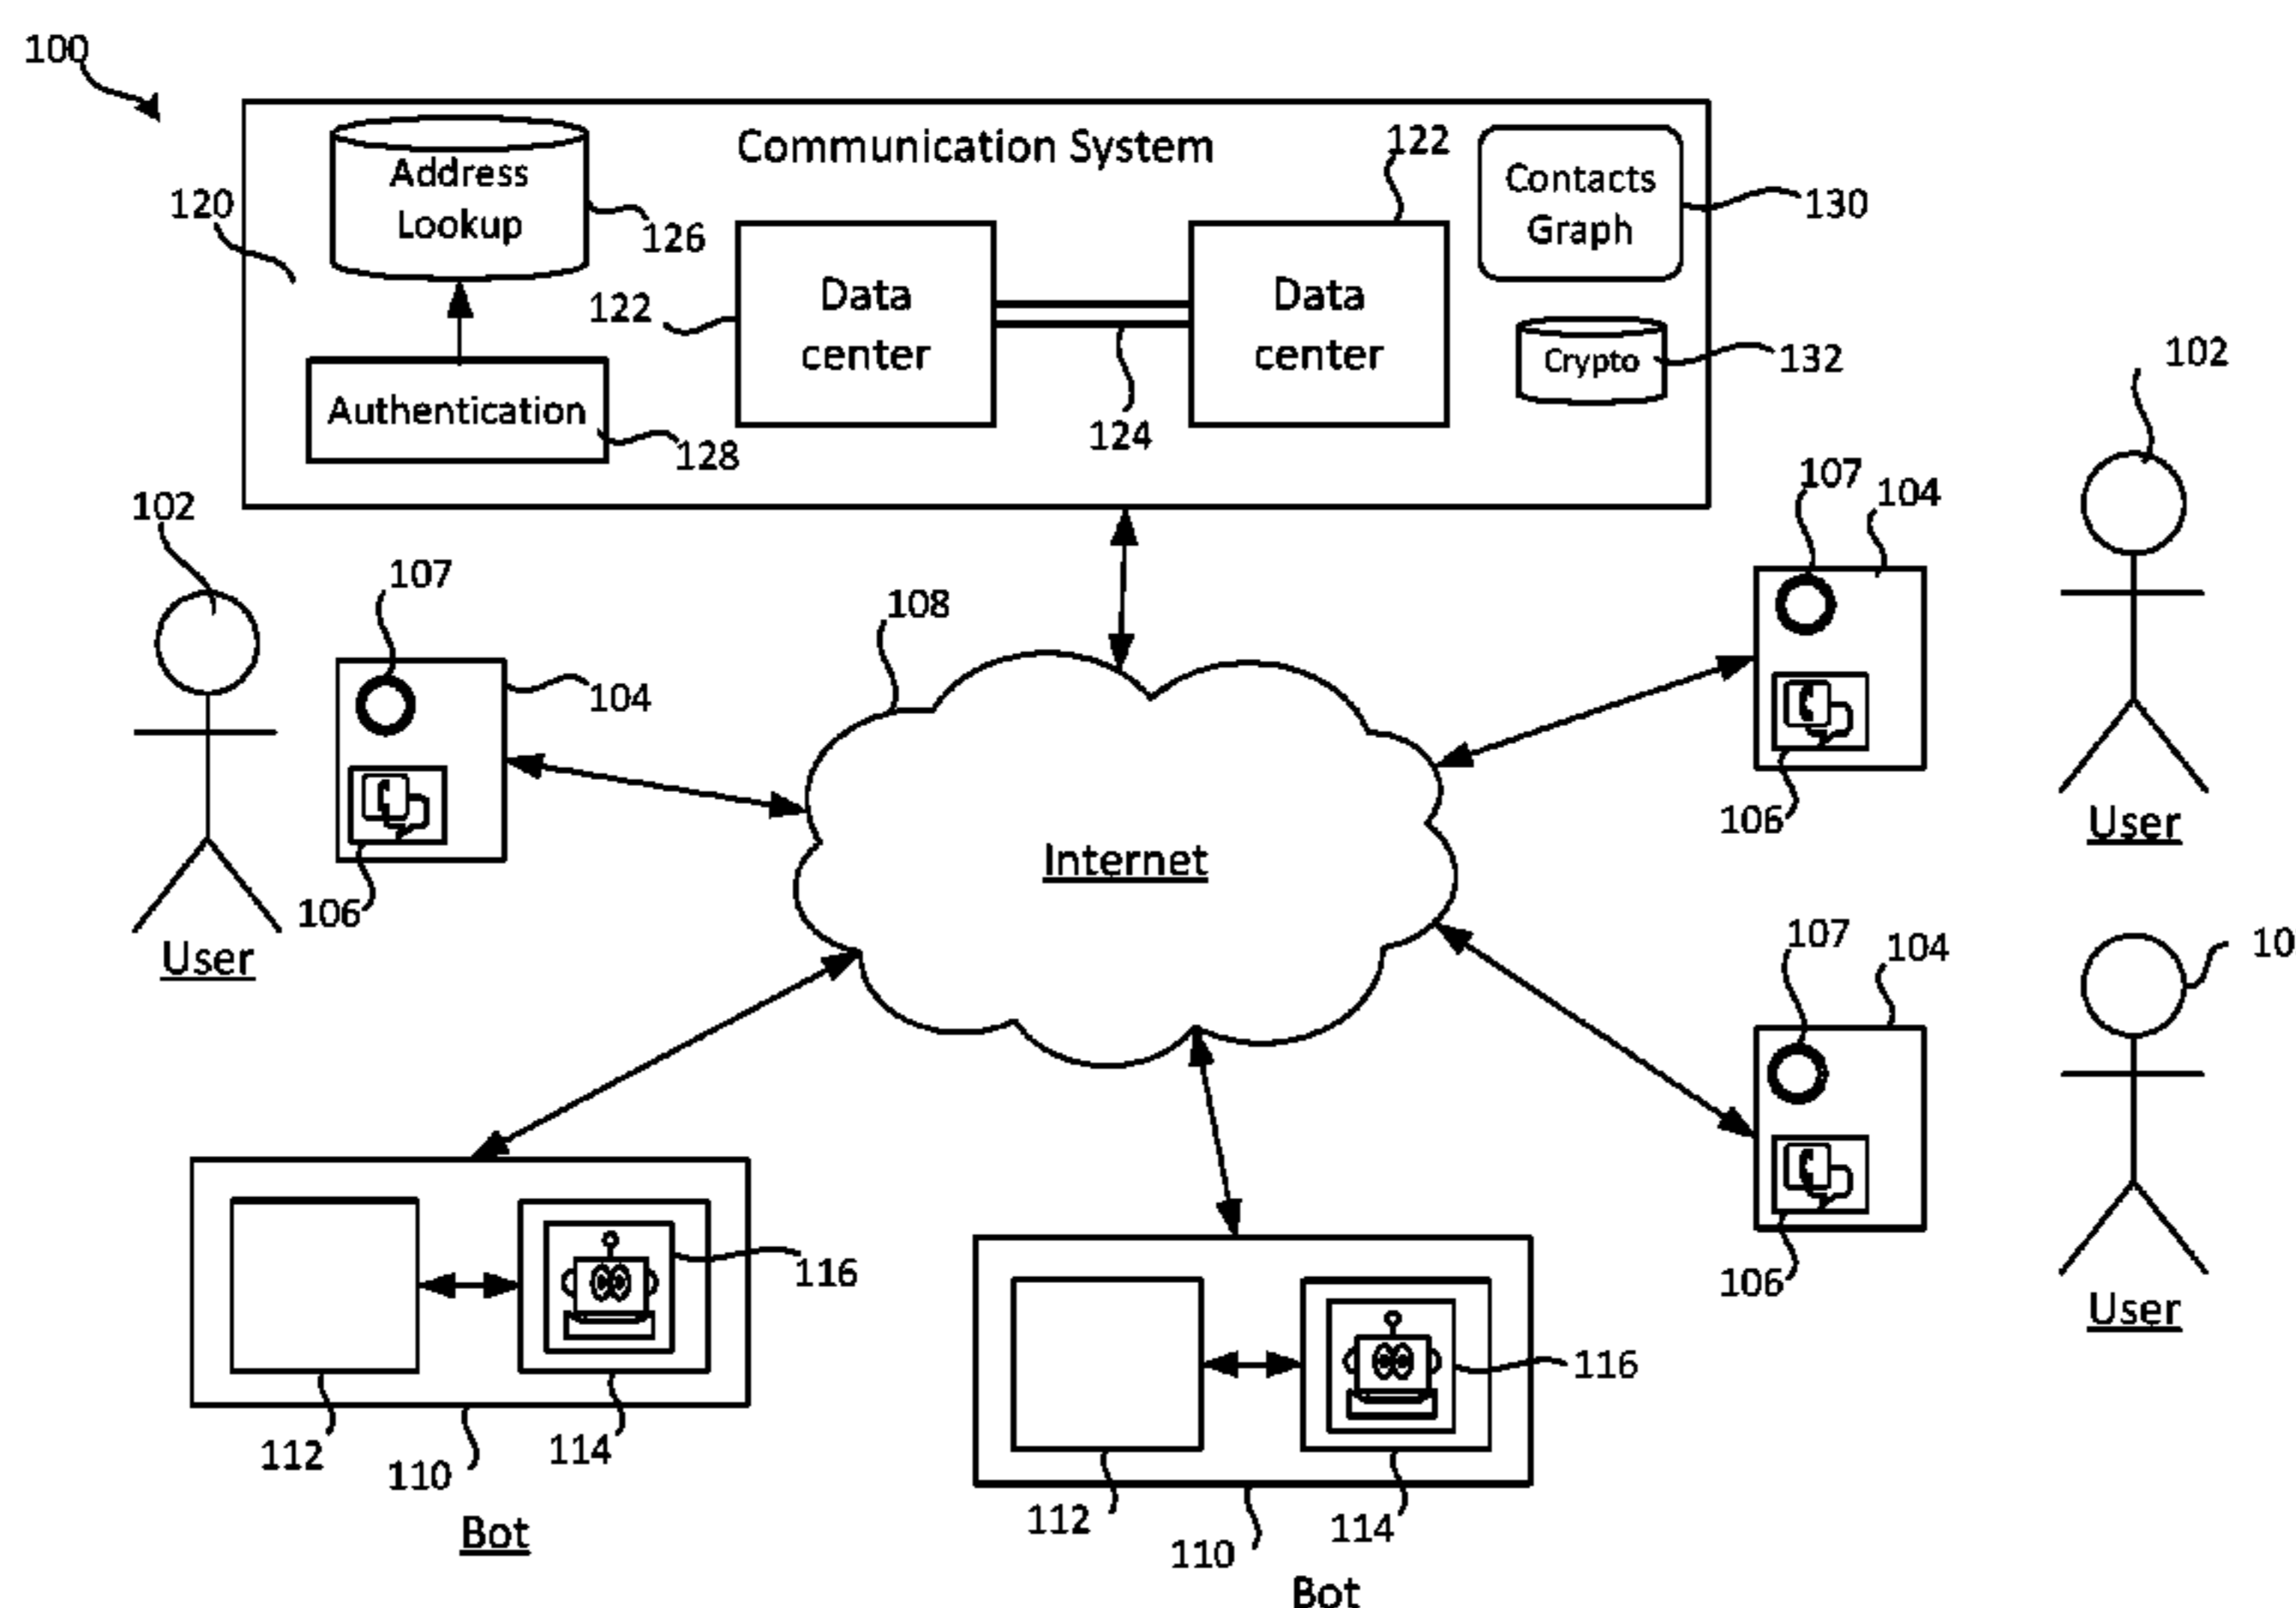 100
Communication System
Address
Lookup
122
Contacts
Graph
130
120
126
122
Data
center
Data
center
Crypto
132
102
Authentication
128
124
102
107
104
107
104
108
104
106
User
Internet
106
User
107
104
10
106
User
116
116
112
110
114
Bot
112
110
114
Bot